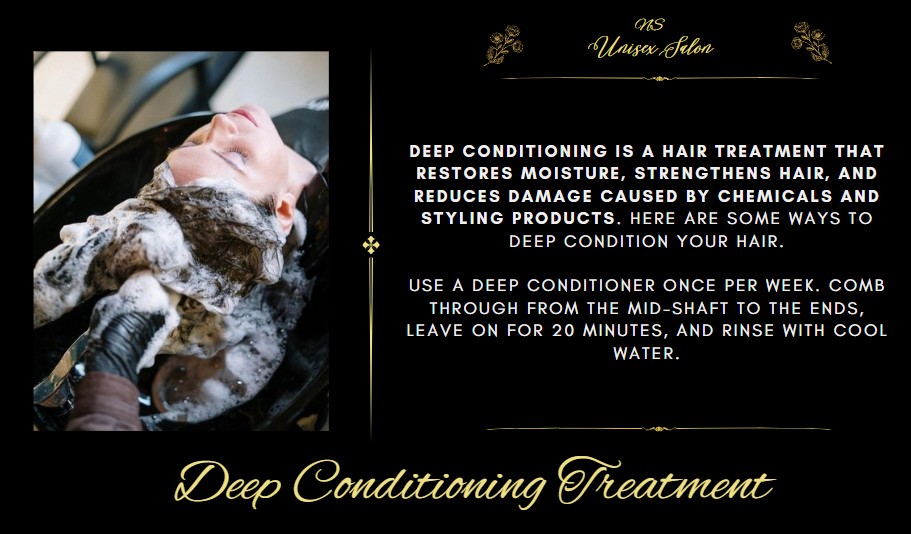 NS
Unisex Salon
DEEP CONDITIONING IS A HAIR TREATMENT THAT
RESTORES MOISTURE, STRENGTHENS HAIR, AND
REDUCES DAMAGE CAUSED BY CHEMICALS AND
STYLING PRODUCTS. HERE ARE SOME WAYS TO
DEEP CONDITION YOUR HAIR.
USE A DEEP CONDITIONER ONCE PER WEEK. COMB
THROUGH FROM THE MID-SHAFT TO THE ENDS,
LEAVE ON FOR 20 MINUTES, AND RINSE WITH COOL
WATER.
Deep Conditioning Treatment